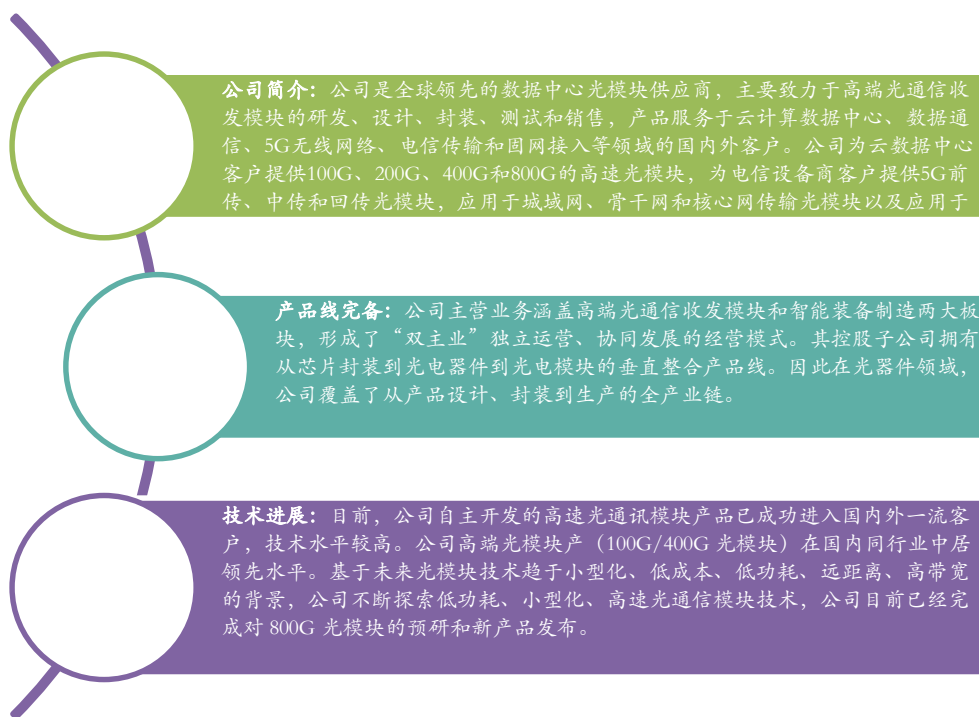 公司简介：公司是全球领先的数据中心光模块供应商，主要致力于高端光通信收
发模块的研发、设计、封装、测试和销售，产品服务于云计算数据中心、数据通
信、5G无线网络、电信传输和固网接入等领域的国内外客户。公司为云数据中心
客户提供100G、200G、400G和800G的高速光模块，为电信设备商客户提供5G前
传、中传和回传光模块，应用于城域网、骨干网和核心网传输光模块以及应用于
产品线完备：公司主营业务涵盖高端光通信收发模块和智能装备制造两大板
块，形成了“双主业”独立运营、协同发展的经营模式。其控股子公司拥有
从芯片封装到光电器件到光电模块的垂直整合产品线。因此在光器件领域，
公司覆盖了从产品设计、封装到生产的全产业链。
技术进展：目前，公司自主开发的高速光通讯模块产品已成功进入国内外一流客
户，技术水平较高。公司高端光模块产（100G/400G 光模块）在国内同行业中居
领先水平。基于未来光模块技术趋于小型化、低成本、低功耗、远距离、高带宽
的背景，公司不断探索低功耗、小型化、高速光通信模块技术，公司目前已经完
成对 800G 光模块的预研和新产品发布。